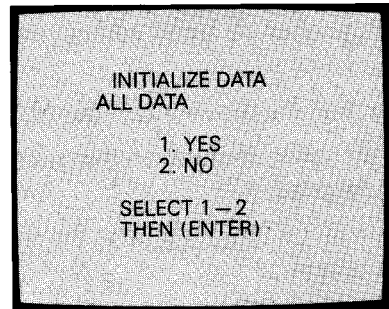 INITIALIZE DATA
ALL DATA
1. YES
2. NO
SELECT 1–2
THEN (ENTER)